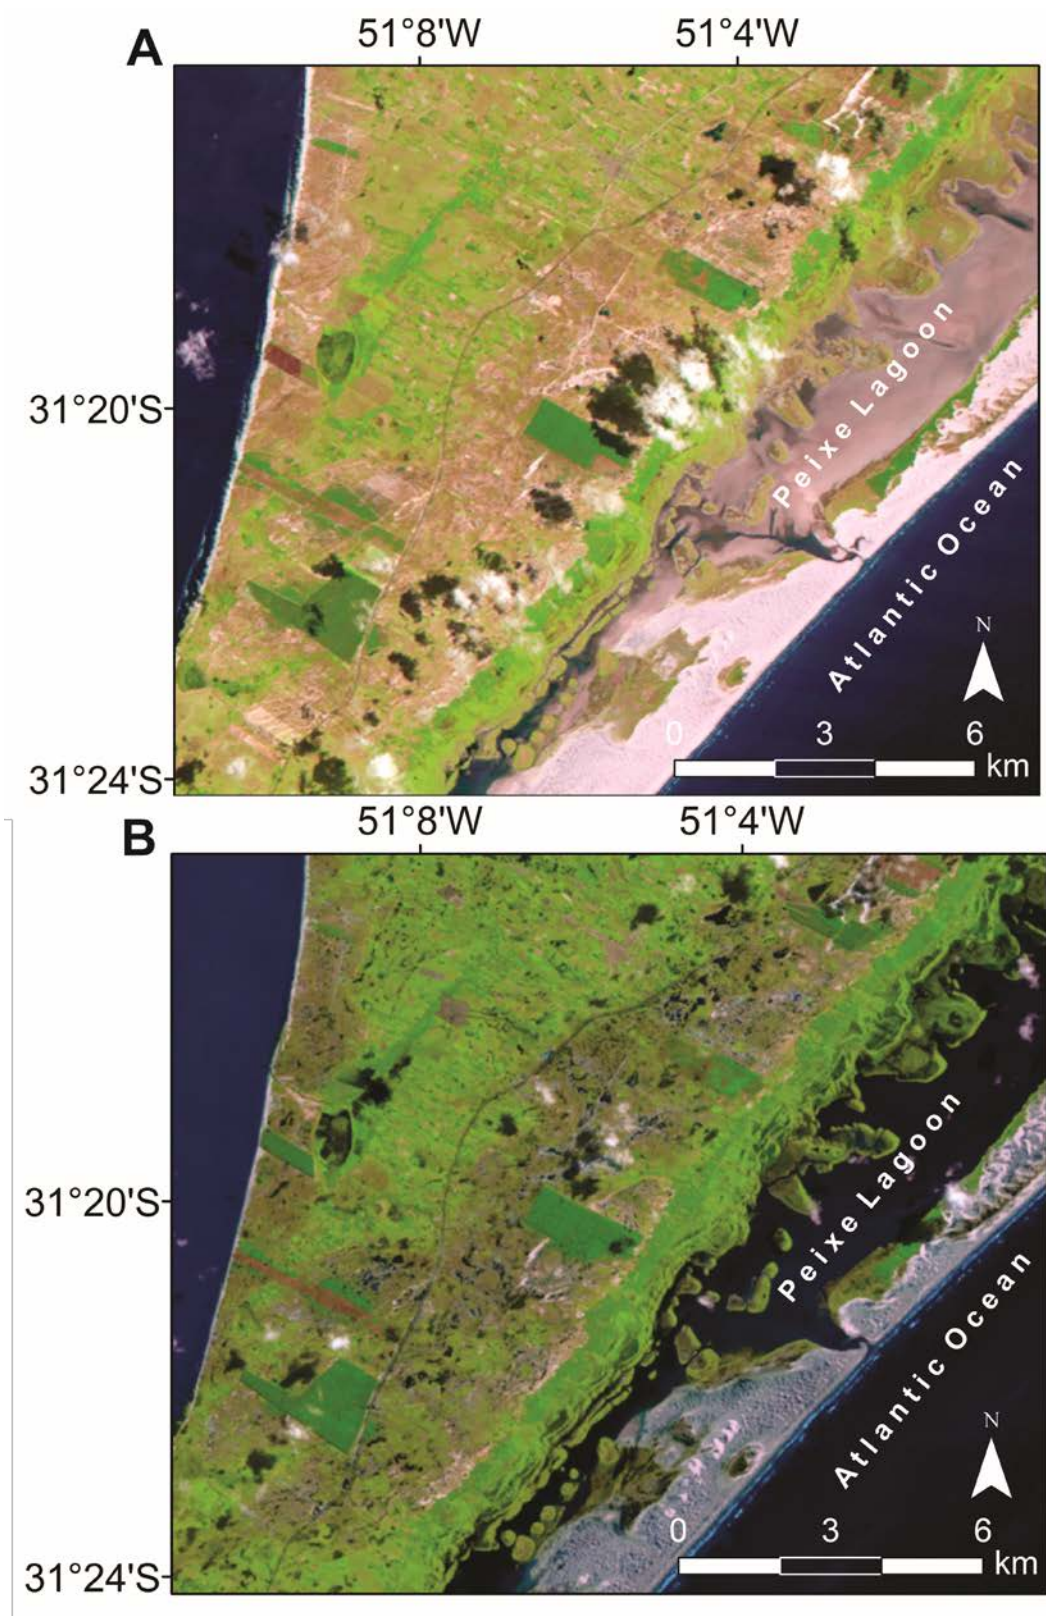 A
51°8'W 51°4'W
31°20'S
31°24'S
Peixe Lagoon
Atlantic Ocean
N
0 3 6
km
B
51°8'W 51°4'W
31°20'S
31°24'S
Peixe Lagoon
Atlantic Ocean
N
0 3 6
km